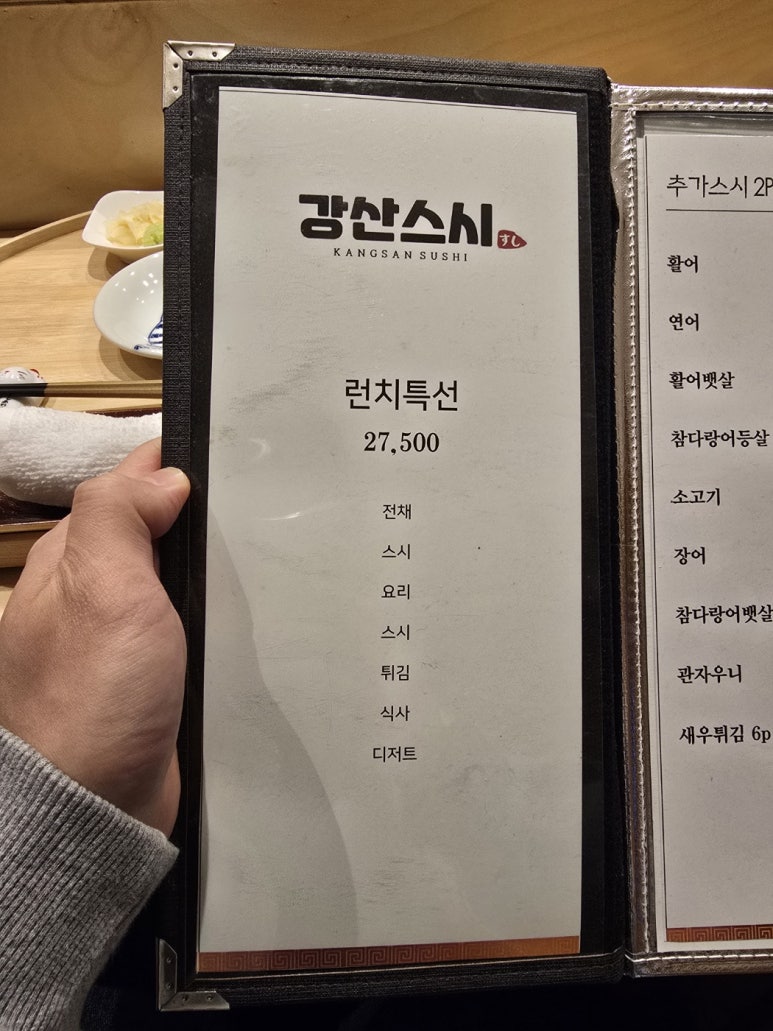 강산스시 すし
KANGSAN SUSHI
런치특선
27,500
전채
스시
요리
스시
튀김
식사
디저트
추가스시 2P
활어
연어
활어뱃살
참다랑어등살
소고기
장어
참다랑어뱃살
관자우니
새우튀김 6p